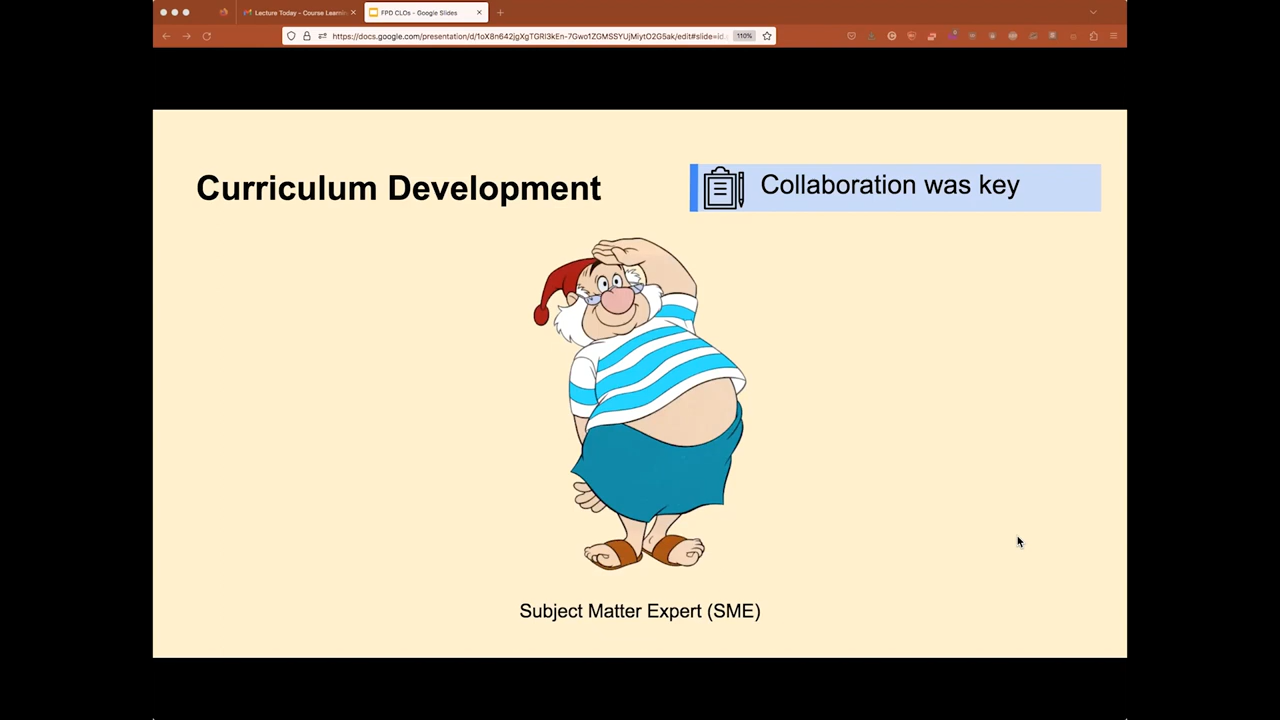 Lecture Today - Course Learnin
FPD CLOs - Google Slides
https://docs.google.com/presentation/d/1oX8n642jgXgTGRl3kEn-7Gwo1ZGMSSYUjMiytO2G5ak/edit#slide=id.
110%
Curriculum Development
Collaboration was key
Subject Matter Expert (SME)